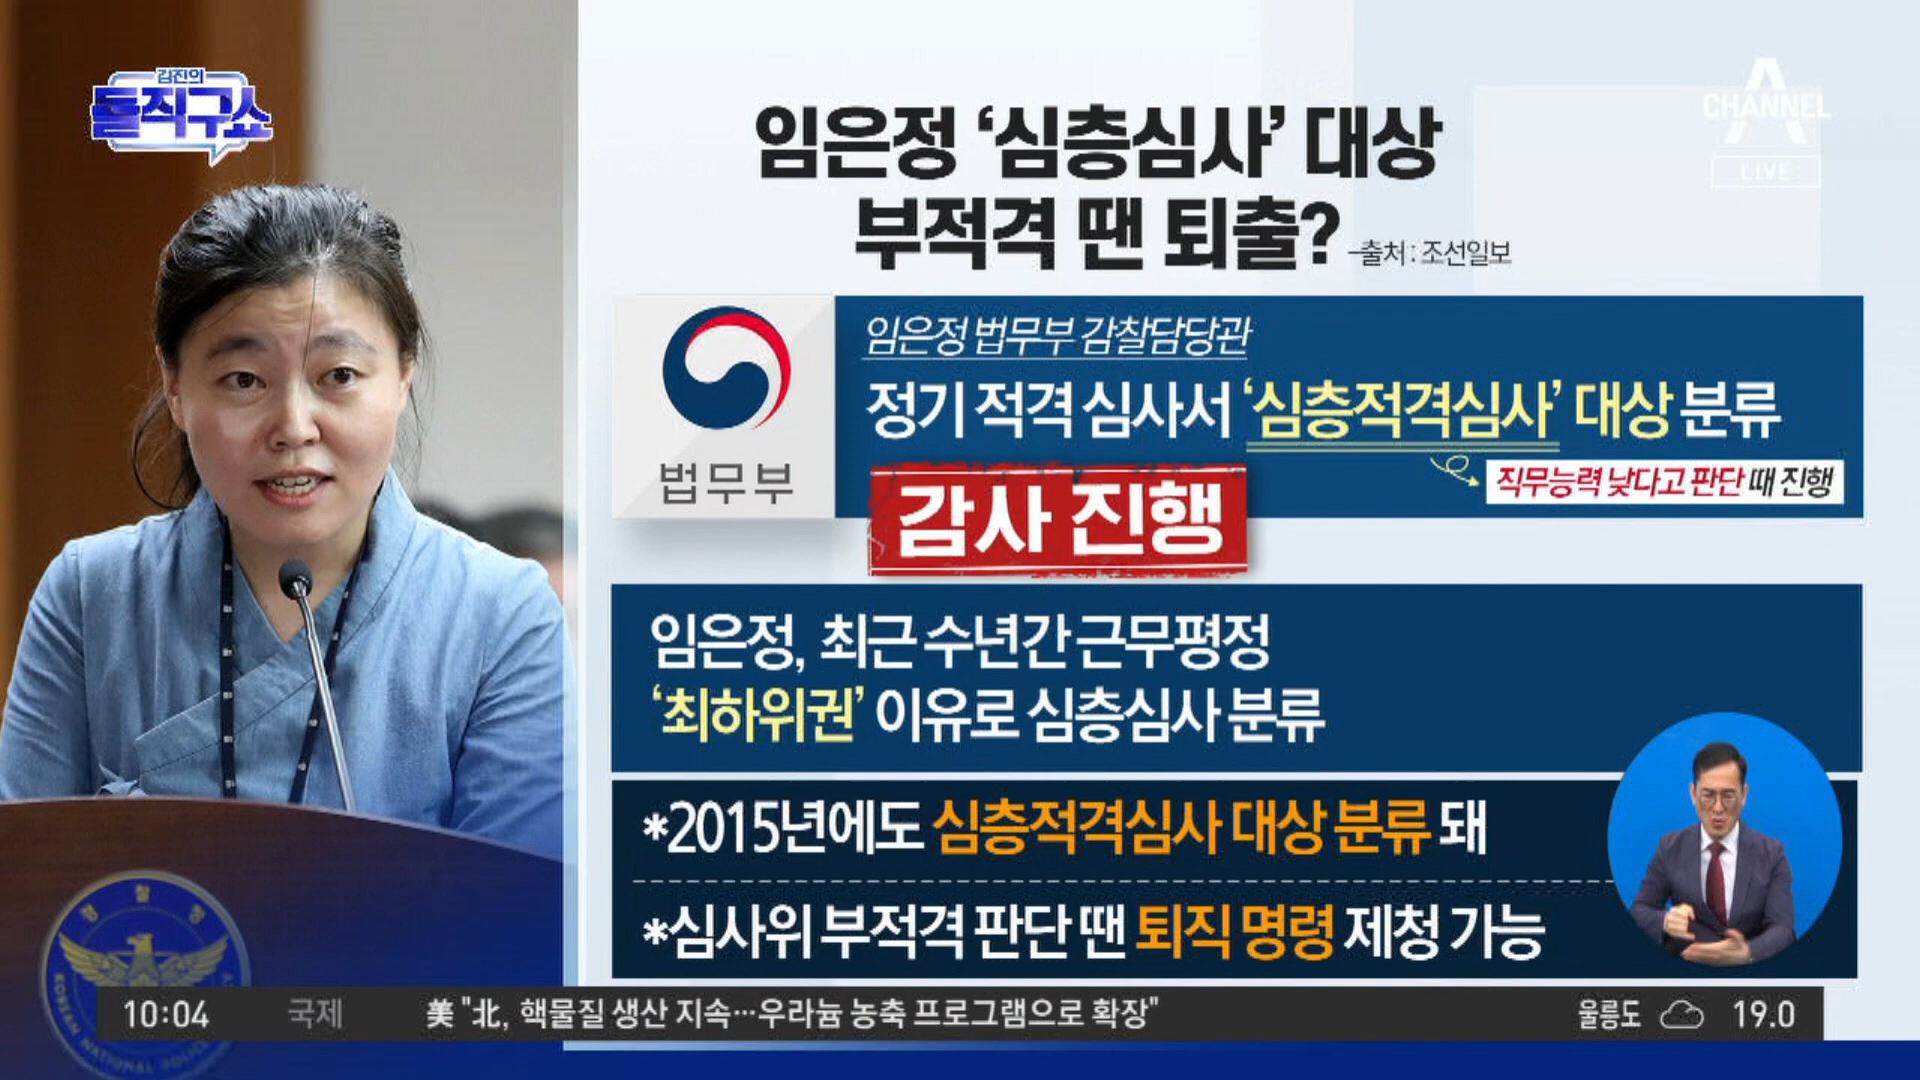 김진의
돌직구쇼
CHANNEL A
LIVE
임은정 ‘심층심사’ 대상
부적격 땐 퇴출?
-출처 : 조선일보
법무부
임은정 법무부 감찰담당관
정기 적격 심사서 ‘심층적격심사’ 대상 분류
직무능력 낮다고 판단 때 진행
감사 진행
임은정, 최근 수년간 근무평정
‘최하위권’ 이유로 심층심사 분류
*2015년에도 심층적격심사 대상 분류 돼
*심사위 부적격 판단 땐 퇴직 명령 제청 가능
경찰청
KOREAN NATIONAL POLICE
10:04 국제 美 "北, 핵물질 생산 지속…우라늄 농축 프로그램으로 확장" 울릉도 19.0